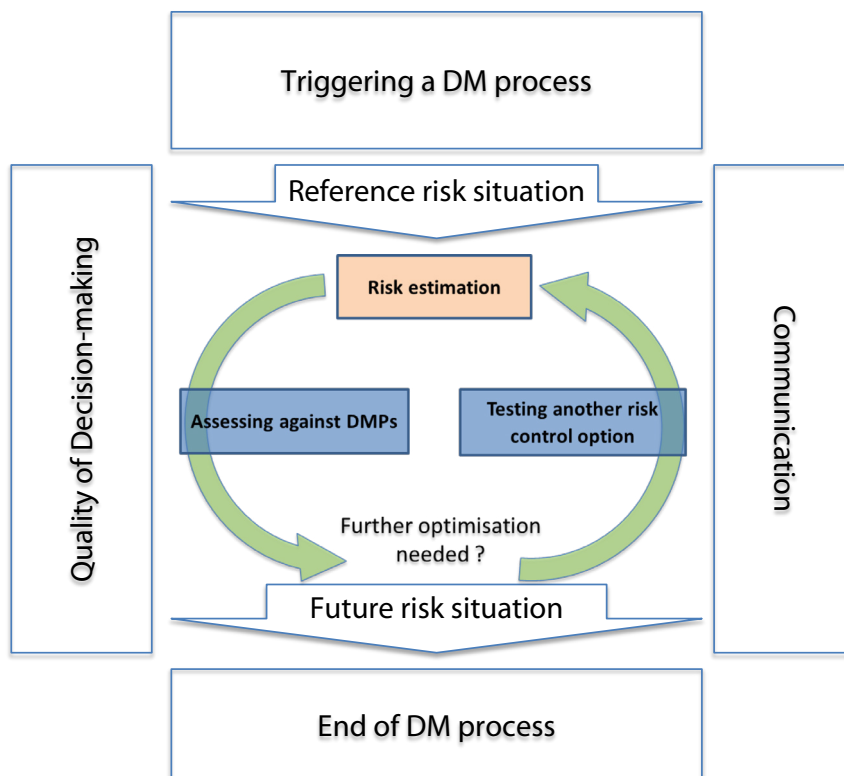 Triggering a DM process
Reference risk situation
Quality of Decision-making
Risk estimation
Assessing against DMPs
Testing another risk
control option
Further optimisation
needed ?
Communication
Future risk situation
End of DM process